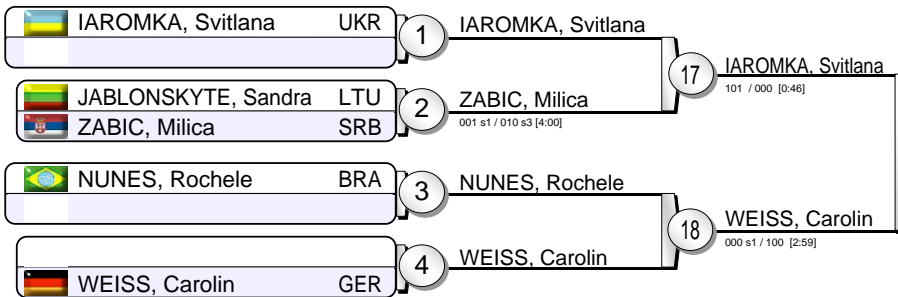 IAROMKA, Svitlana UKR
1
IAROMKA, Svitlana
17
IAROMKA, Svitlana
101 / 000 [0:46]
JABLONSKYTE, Sandra LTU
ZABIC, Milica SRB
2
ZABIC, Milica
001 s1 / 010 s3 [4:00]
NUNES, Rochele BRA
3
NUNES, Rochele
18
WEISS, Carolin
000 s1 / 100 [2:59]
WEISS, Carolin GER
4
WEISS, Carolin